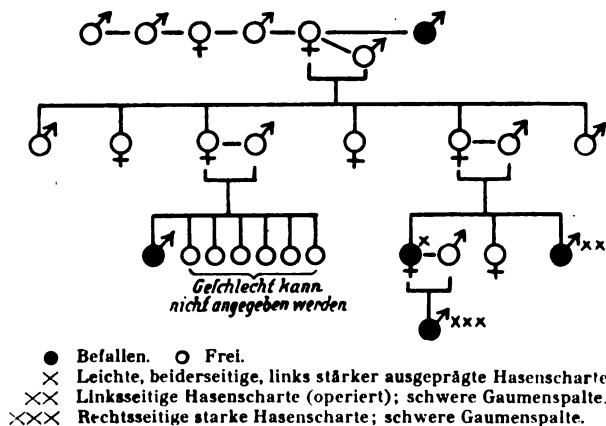 ×
××
×××
Geschlecht kann
nicht angegeben werden
● Befallen. ○ Frei.
× Leichte, beiderseitige, links stärker ausgeprägte Hasenscharte
×× Linksseitige Hasenscharte (operiert); schwere Gaumenspalte.
××× Rechtsseitige starke Hasenscharte; schwere Gaumenspalte.